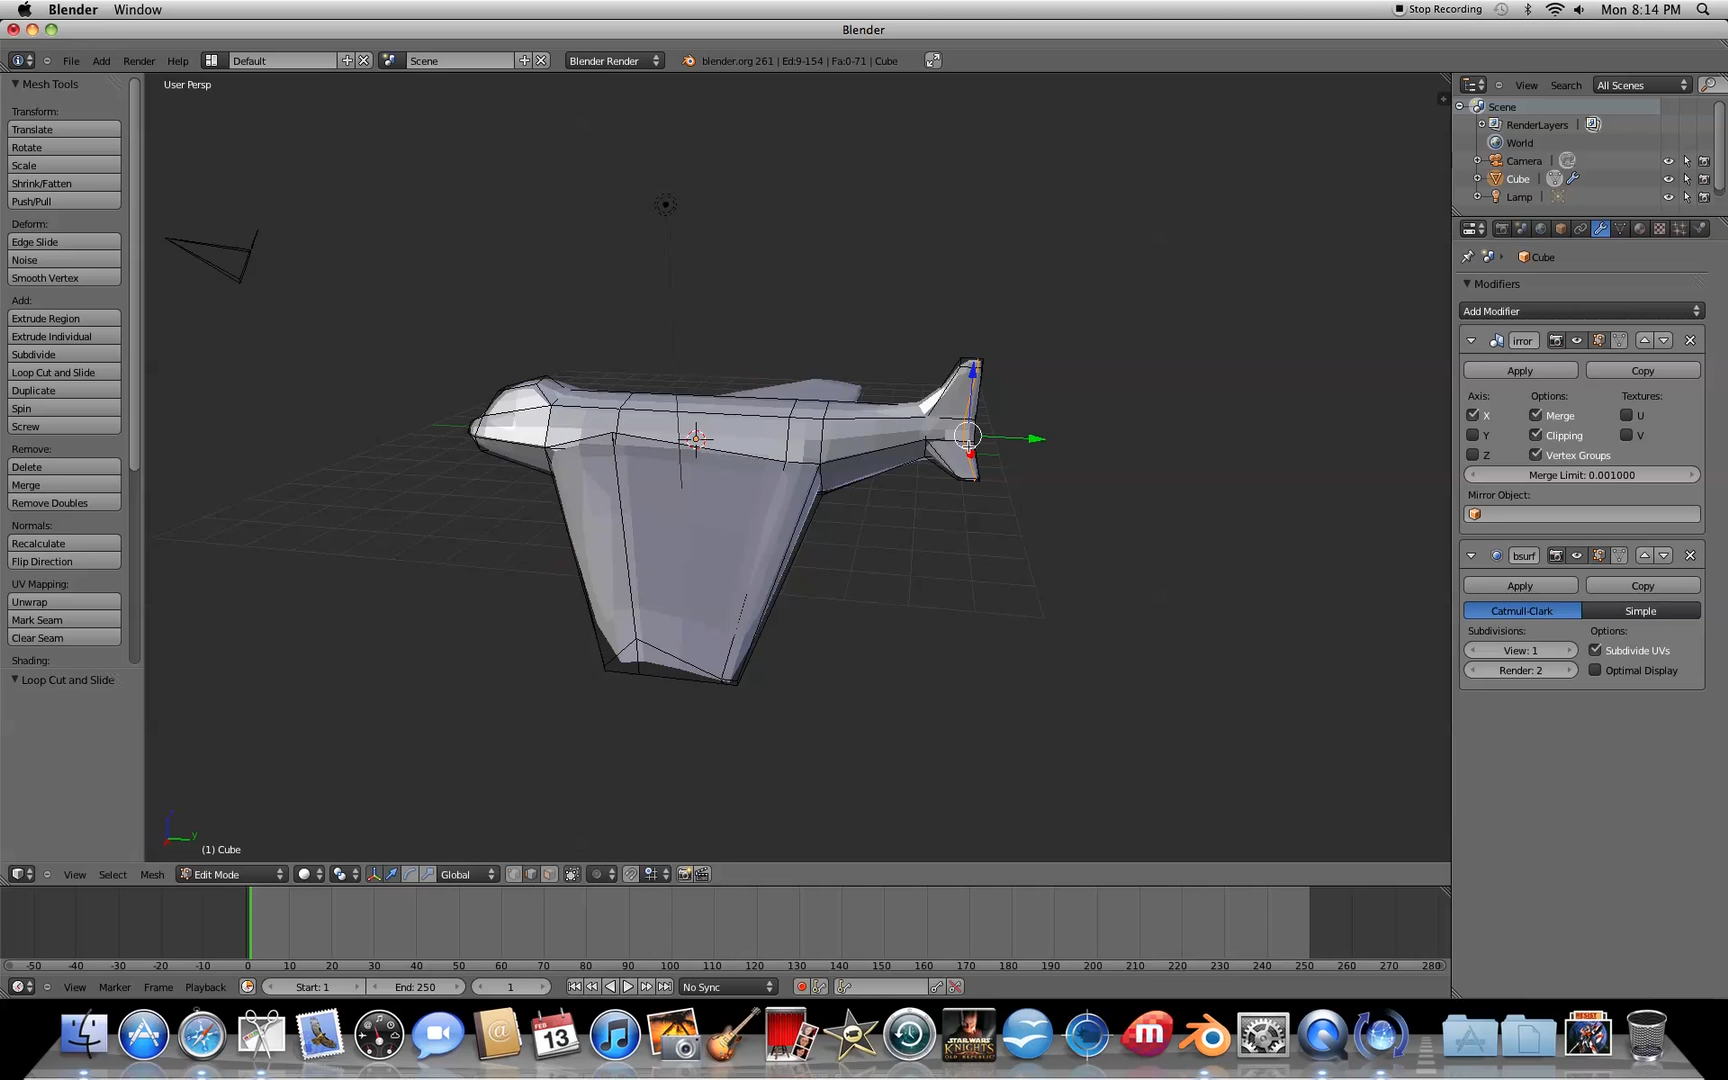 Blender Window Stop Recording Mon 8:14 PM
Blender
File Add Render Help Default Scene Blender Render blender.org 261 | Ed:9-154 | Fa:0-71 | Cube
Mesh Tools
Transform:
Translate
Rotate
Scale
Shrink/Fatten
Push/Pull
Deform:
Edge Slide
Noise
Smooth Vertex
Add:
Extrude Region
Extrude Individual
Subdivide
Loop Cut and Slide
Duplicate
Spin
Screw
Remove:
Delete
Merge
Remove Doubles
Normals:
Recalculate
Flip Direction
UV Mapping:
Unwrap
Mark Seam
Clear Seam
Shading:
Loop Cut and Slide
User Persp
y
(1) Cube
View Search All Scenes
Scene
RenderLayers |
World
Camera |
Cube |
Lamp |
Cube
Modifiers
Add Modifier
irror
Apply Copy
Axis: Options: Textures:
X Merge U
Y Clipping V
Z Vertex Groups
Merge Limit: 0.001000
Mirror Object:
bsurf
Apply Copy
Catmull-Clark Simple
Subdivisions: Options:
View: 1 Subdivide UVs
Render: 2 Optimal Display
View Select Mesh Edit Mode Global
-50 -40 -30 -20 -10 0 10 20 30 40 50 60 70 80 90 100 110 120 130 140 150 160 170 180 190 200 210 220 230 240 250 260 270 280
View Marker Frame Playback Start: 1 End: 250 1 No Sync
FEB
13
STAR WARS
KNIGHTS
OLD REPUBLIC
m
RESIST